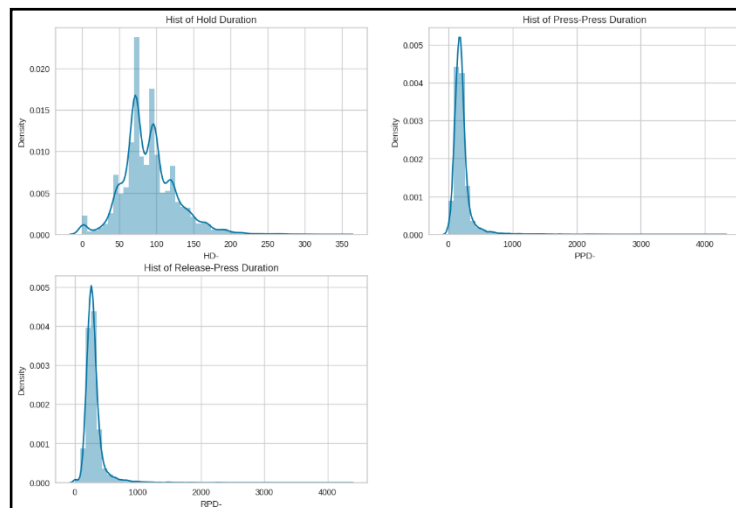 Hist of Hold Duration
0.020
0.015
0.010
0.005
0.000
Density
0 50 100 150 200 250 300 350
HD-
Hist of Press-Press Duration
0.005
0.004
0.003
0.002
0.001
0.000
Density
0 1000 2000 3000 4000
PPD-
Hist of Release-Press Duration
0.005
0.004
0.003
0.002
0.001
0.000
Density
0 1000 2000 3000 4000
RPD-